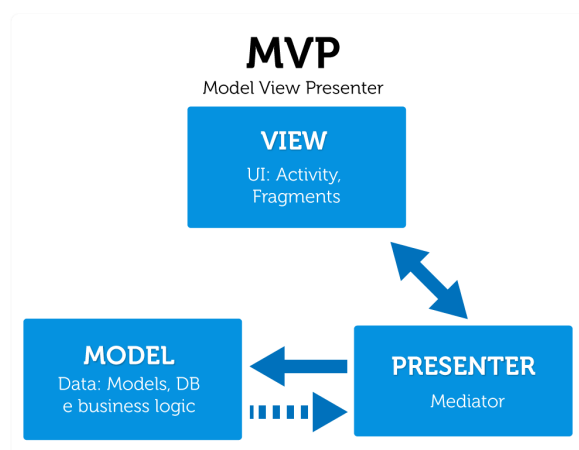 MVP
Model View Presenter
VIEW
UI: Activity,
Fragments
MODEL
Data: Models, DB
e business logic
PRESENTER
Mediator